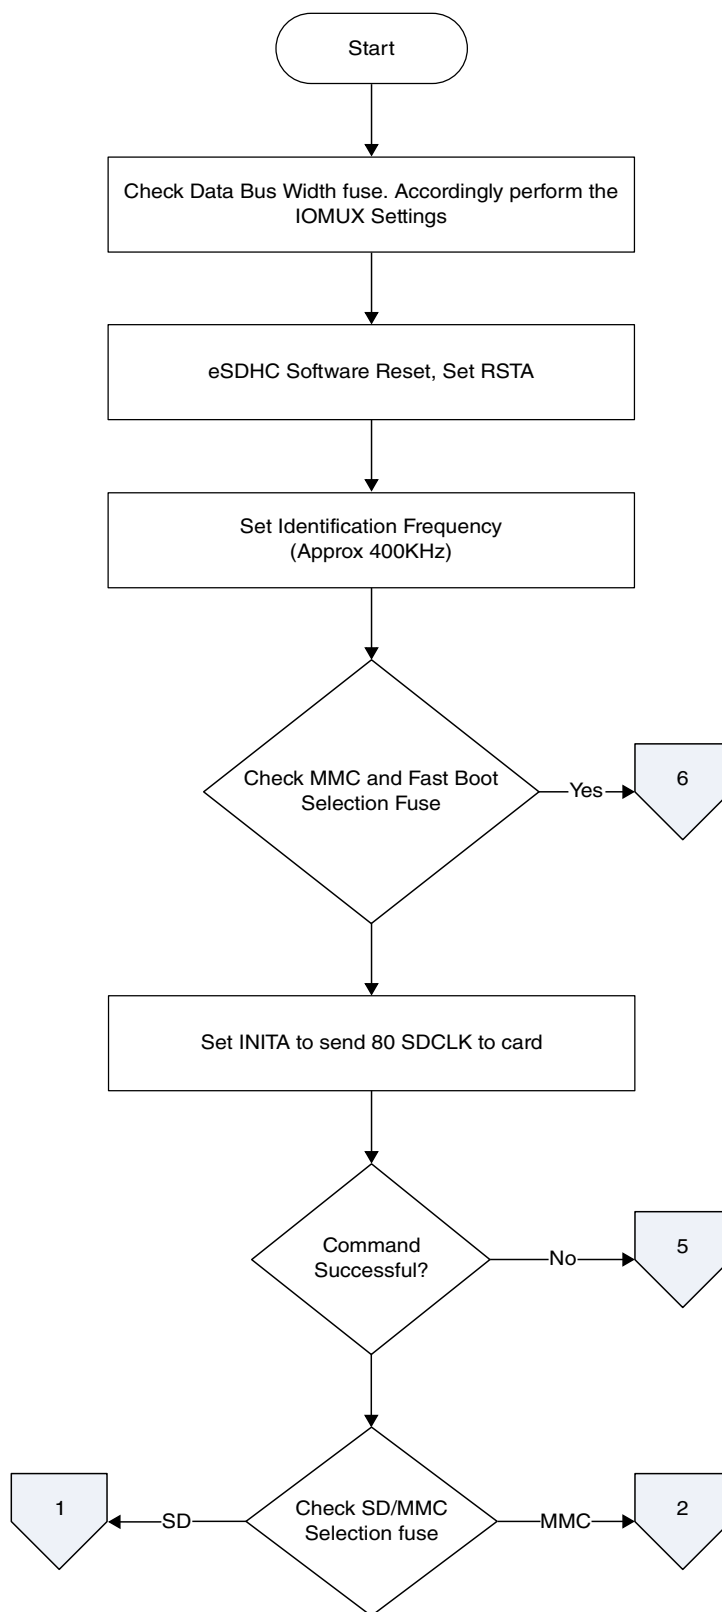 Start
Check Data Bus Width fuse. Accordingly perform the
IOMUX Settings
eSDHC Software Reset, Set RSTA
Set Identification Frequency
(Approx 400KHz)
Check MMC and Fast Boot
Selection Fuse
Yes
6
Set INITA to send 80 SDCLK to card
Command
Successful?
No
5
1
SD
Check SD/MMC
Selection fuse
MMC
2